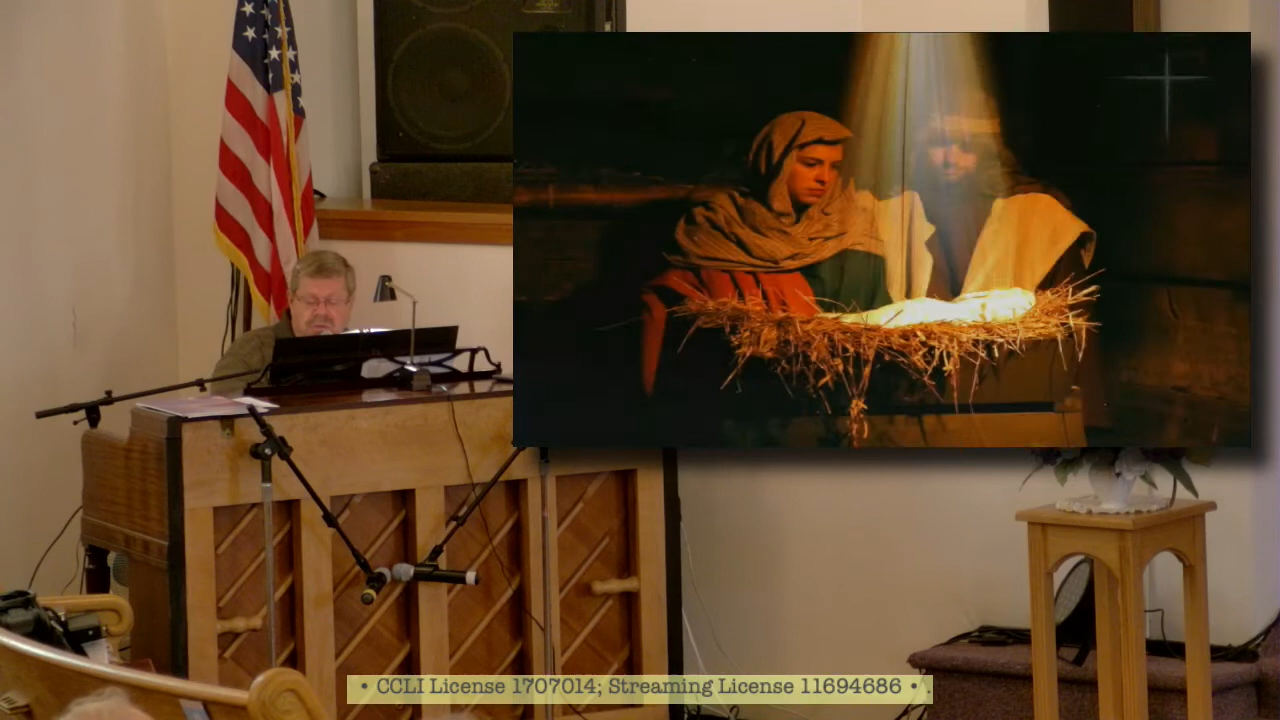 • CCLI License 1707014; Streaming License 11694686 • .